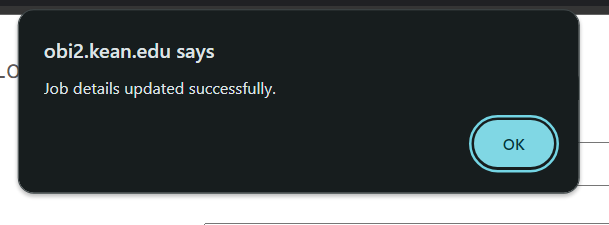 obi2.kean.edu says
Job details updated successfully.
OK